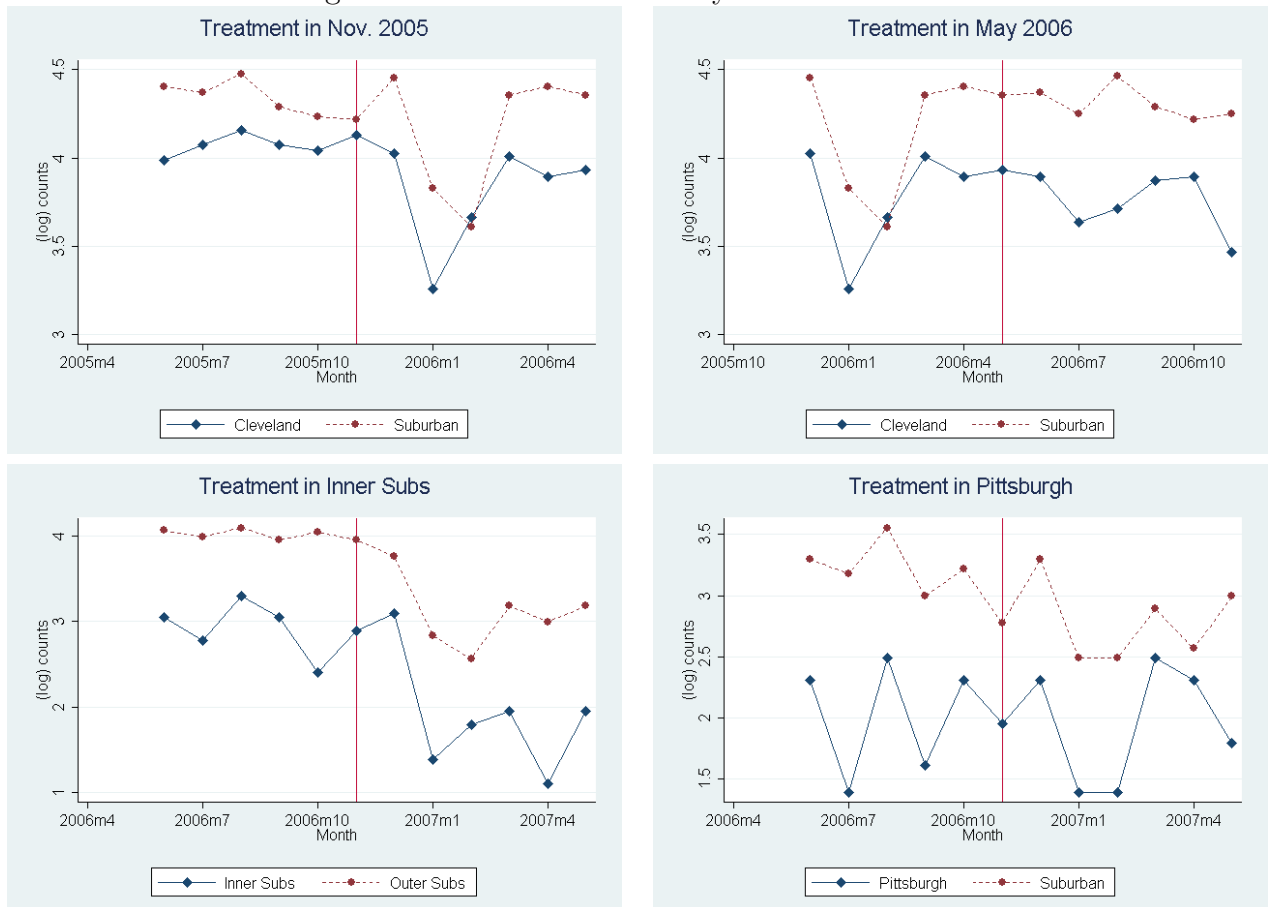 Treatment in Nov. 2005
4.5
4
3.5
3
(log) counts
2005m4 2005m7 2005m10 2006m1 2006m4
Month
Cleveland Suburban
Treatment in May 2006
4.5
4
3.5
3
(log) counts
2005m10 2006m1 2006m4 2006m7 2006m10
Month
Cleveland Suburban
Treatment in Inner Subs
4
3
2
1
(log) counts
2006m4 2006m7 2006m10 2007m1 2007m4
Month
Inner Subs Outer Subs
Treatment in Pittsburgh
3.5
3
2.5
2
1.5
(log) counts
2006m4 2006m7 2006m10 2007m1 2007m4
Month
Pittsburgh Suburban